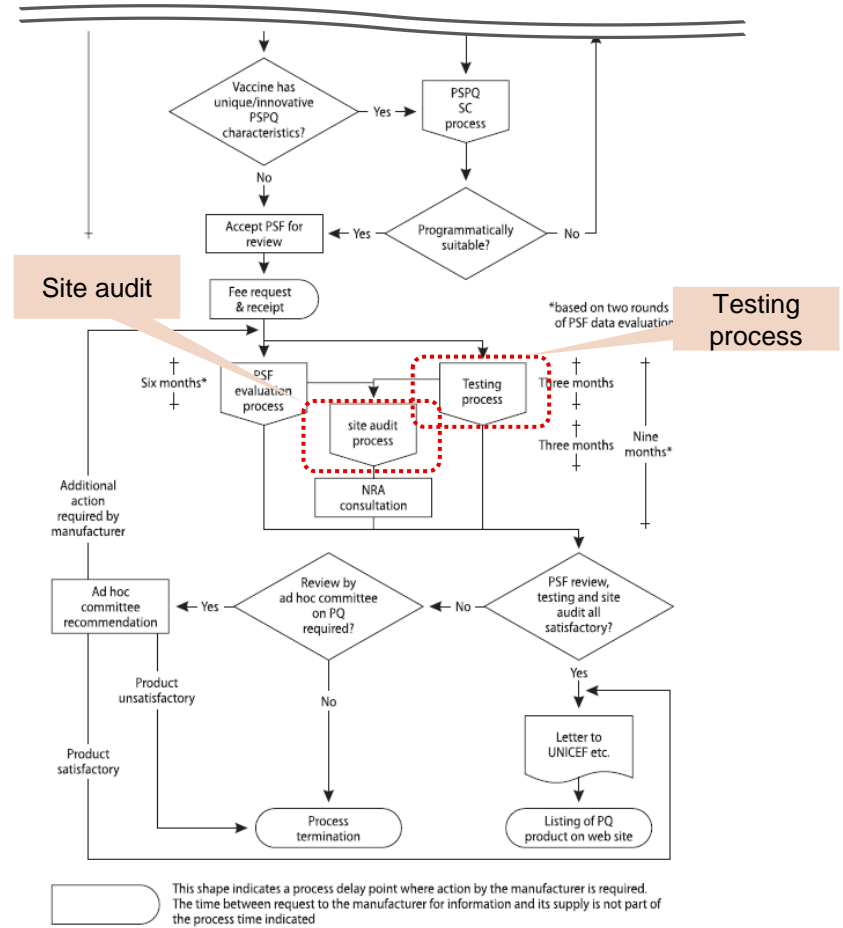 Vaccine has
unique/innovative
PSPQ
characteristics?
Yes
PSPQ
SC
process
No
Accept PSF for
review
Yes
Programmatically
suitable?
No
Site audit
Fee request
& receipt
*based on two rounds
of PSF data evaluation
Testing
process
Six months*
PSF
evaluation
process
Testing
process
Three months
site audit
process
Three months
Nine
months*
NRA
consultation
Additional
action
required by
manufacturer
Ad hoc
committee
recommendation
Yes
Review by
ad hoc committee
on PQ
required?
No
PSF review,
testing and site
audit all
satisfactory?
Yes
Product
unsatisfactory
No
Letter to
UNICEF etc.
Product
satisfactory
Process
termination
Listing of PQ
product on web site
This shape indicates a process delay point where action by the manufacturer is required.
The time between request to the manufacturer for information and its supply is not part of
the process time indicated